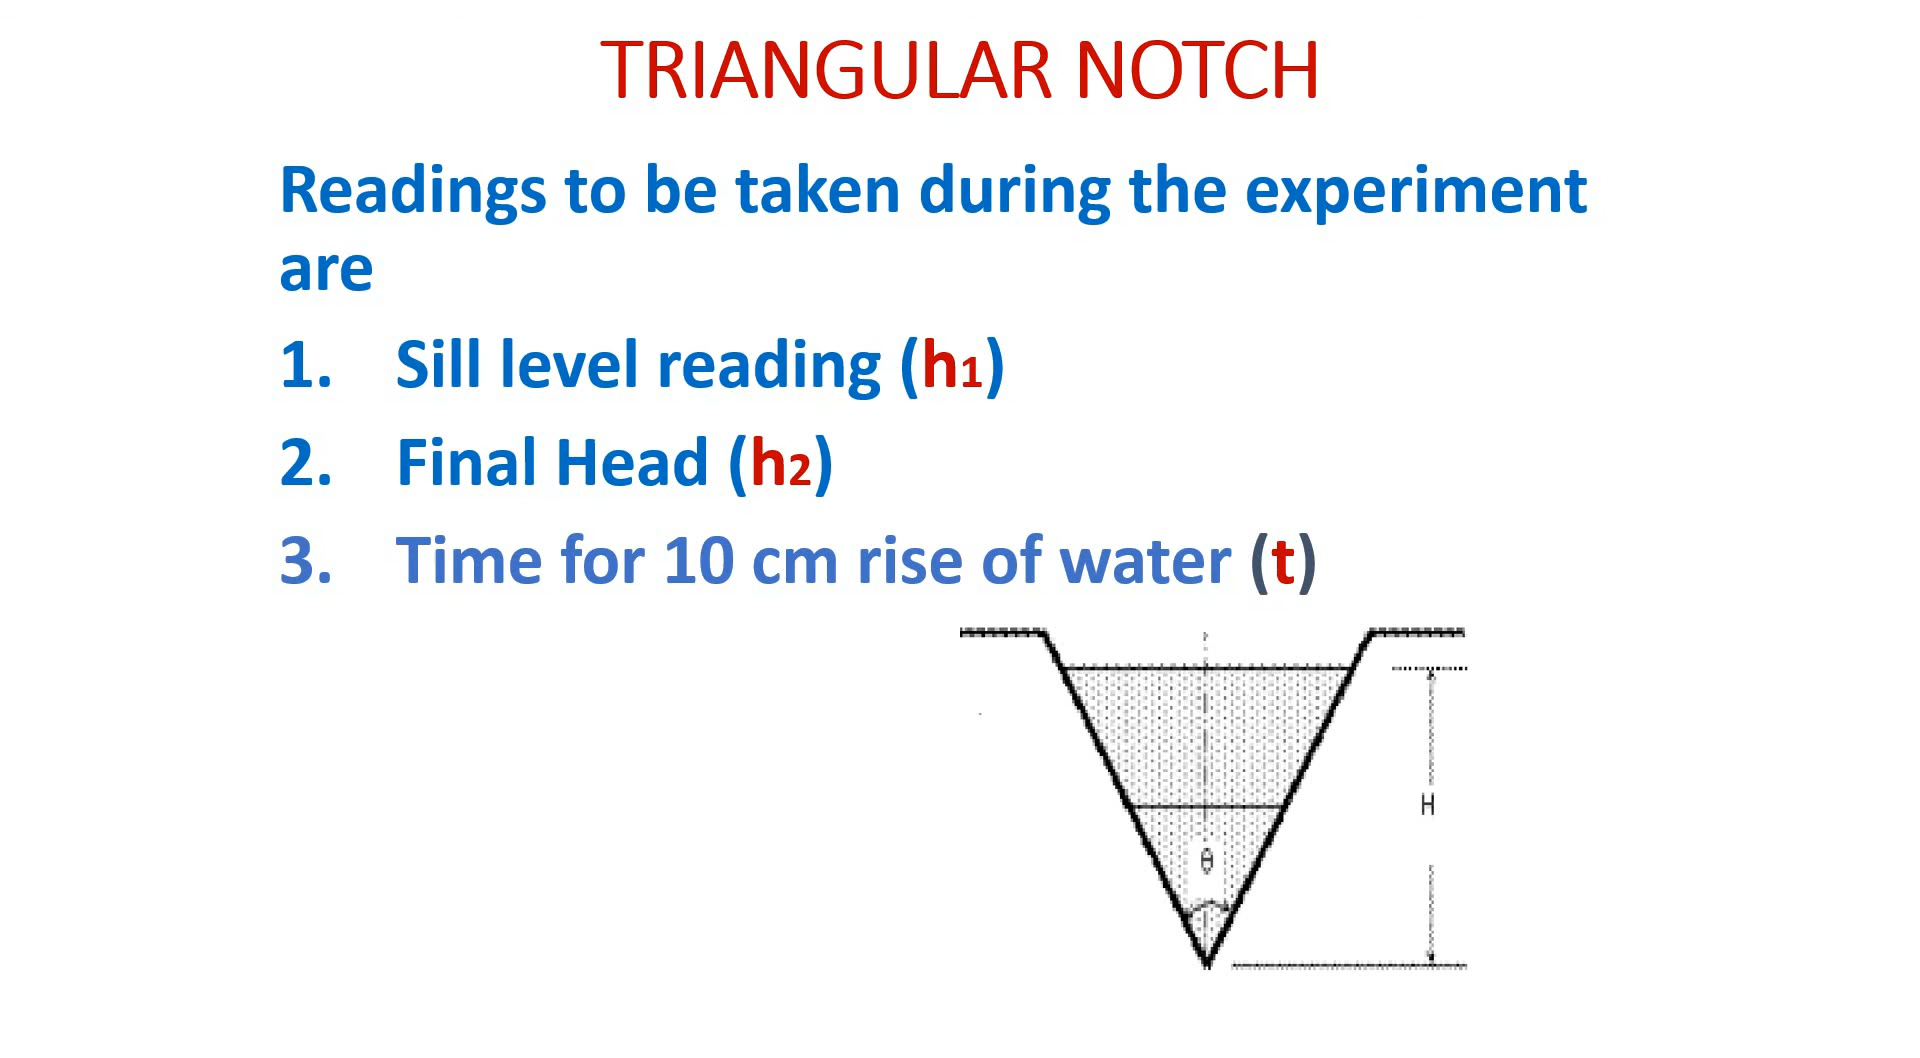 TRIANGULAR NOTCH
Readings to be taken during the experiment
are
1. Sill level reading (h1)
2. Final Head (h2)
3. Time for 10 cm rise of water (t)
H
θ